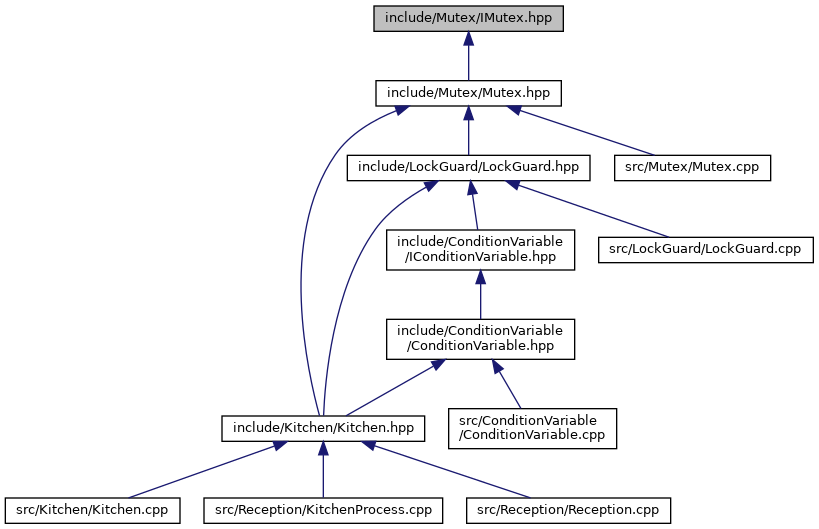 include/Mutex/IMutex.hpp
include/Mutex/Mutex.hpp
include/LockGuard/LockGuard.hpp
src/Mutex/Mutex.cpp
include/ConditionVariable
/IConditionVariable.hpp
src/LockGuard/LockGuard.cpp
include/ConditionVariable
/ConditionVariable.hpp
include/Kitchen/Kitchen.hpp
src/ConditionVariable
/ConditionVariable.cpp
src/Kitchen/Kitchen.cpp
src/Reception/KitchenProcess.cpp
src/Reception/Reception.cpp